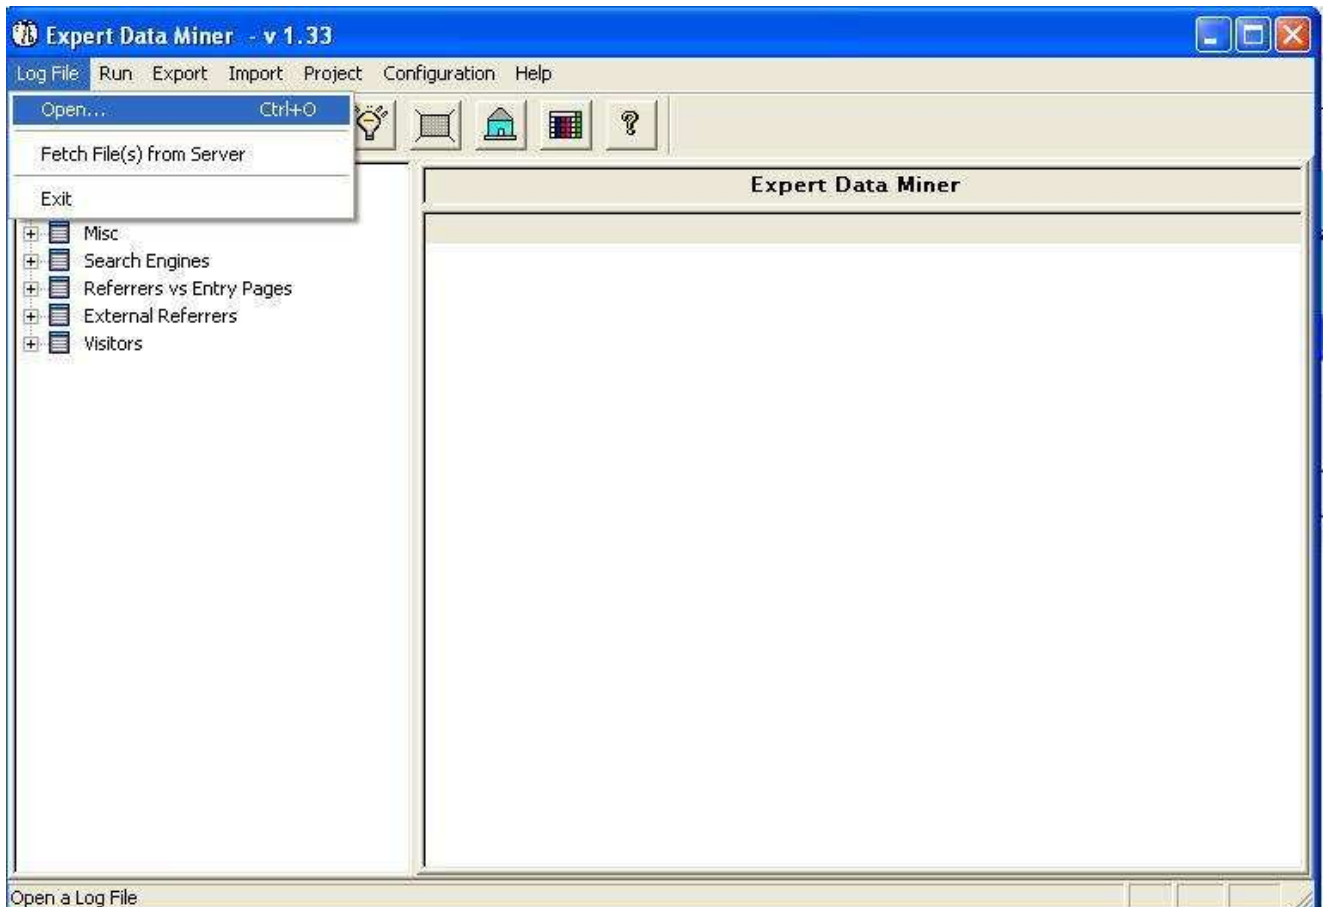 Expert Data Miner - v 1.33
Log File Run Export Import Project Configuration Help
Open... Ctrl+O
Fetch File(s) from Server
Exit
Expert Data Miner
Misc
Search Engines
Referrers vs Entry Pages
External Referrers
Visitors
Open a Log File